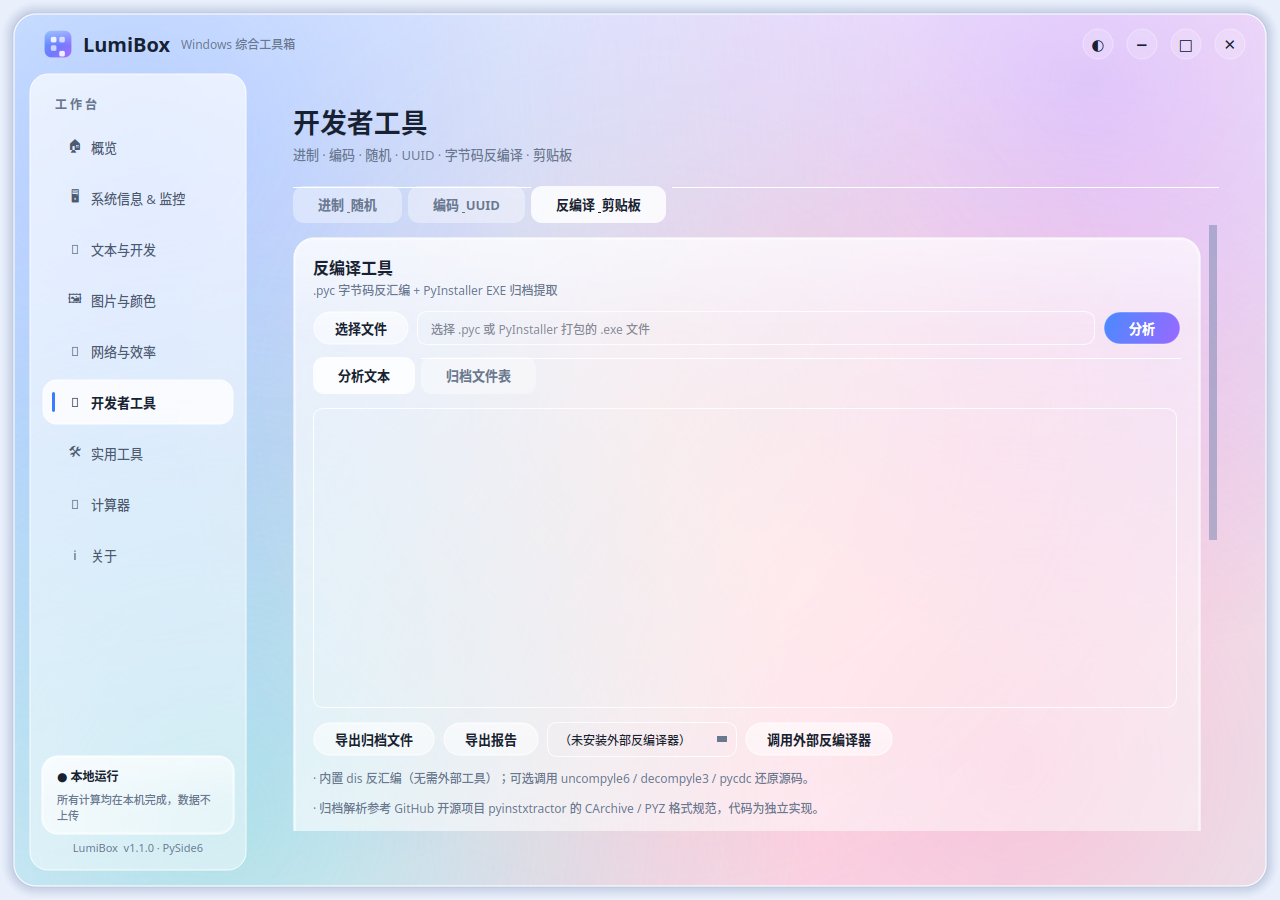 LumiBox Windows 综合工具箱
工作台
概览
系统信息 & 监控
文本与开发
图片与颜色
网络与效率
开发者工具
实用工具
计算器
关于
● 本地运行
所有计算均在本机完成，数据不
上传
LumiBox v1.1.0 · PySide6
开发者工具
进制 · 编码 · 随机 · UUID · 字节码反编译 · 剪贴板
进制 _随机
编码 _UUID
反编译 _剪贴板
反编译工具
.pyc 字节码反汇编 + PyInstaller EXE 归档提取
选择文件
选择 .pyc 或 PyInstaller 打包的 .exe 文件
分析
分析文本
归档文件表
导出归档文件
导出报告
（未安装外部反编译器）
调用外部反编译器
· 内置 dis 反汇编（无需外部工具）；可选调用 uncompyle6 / decompyle3 / pycdc 还原源码。
· 归档解析参考 GitHub 开源项目 pyinstxtractor 的 CArchive / PYZ 格式规范，代码为独立实现。